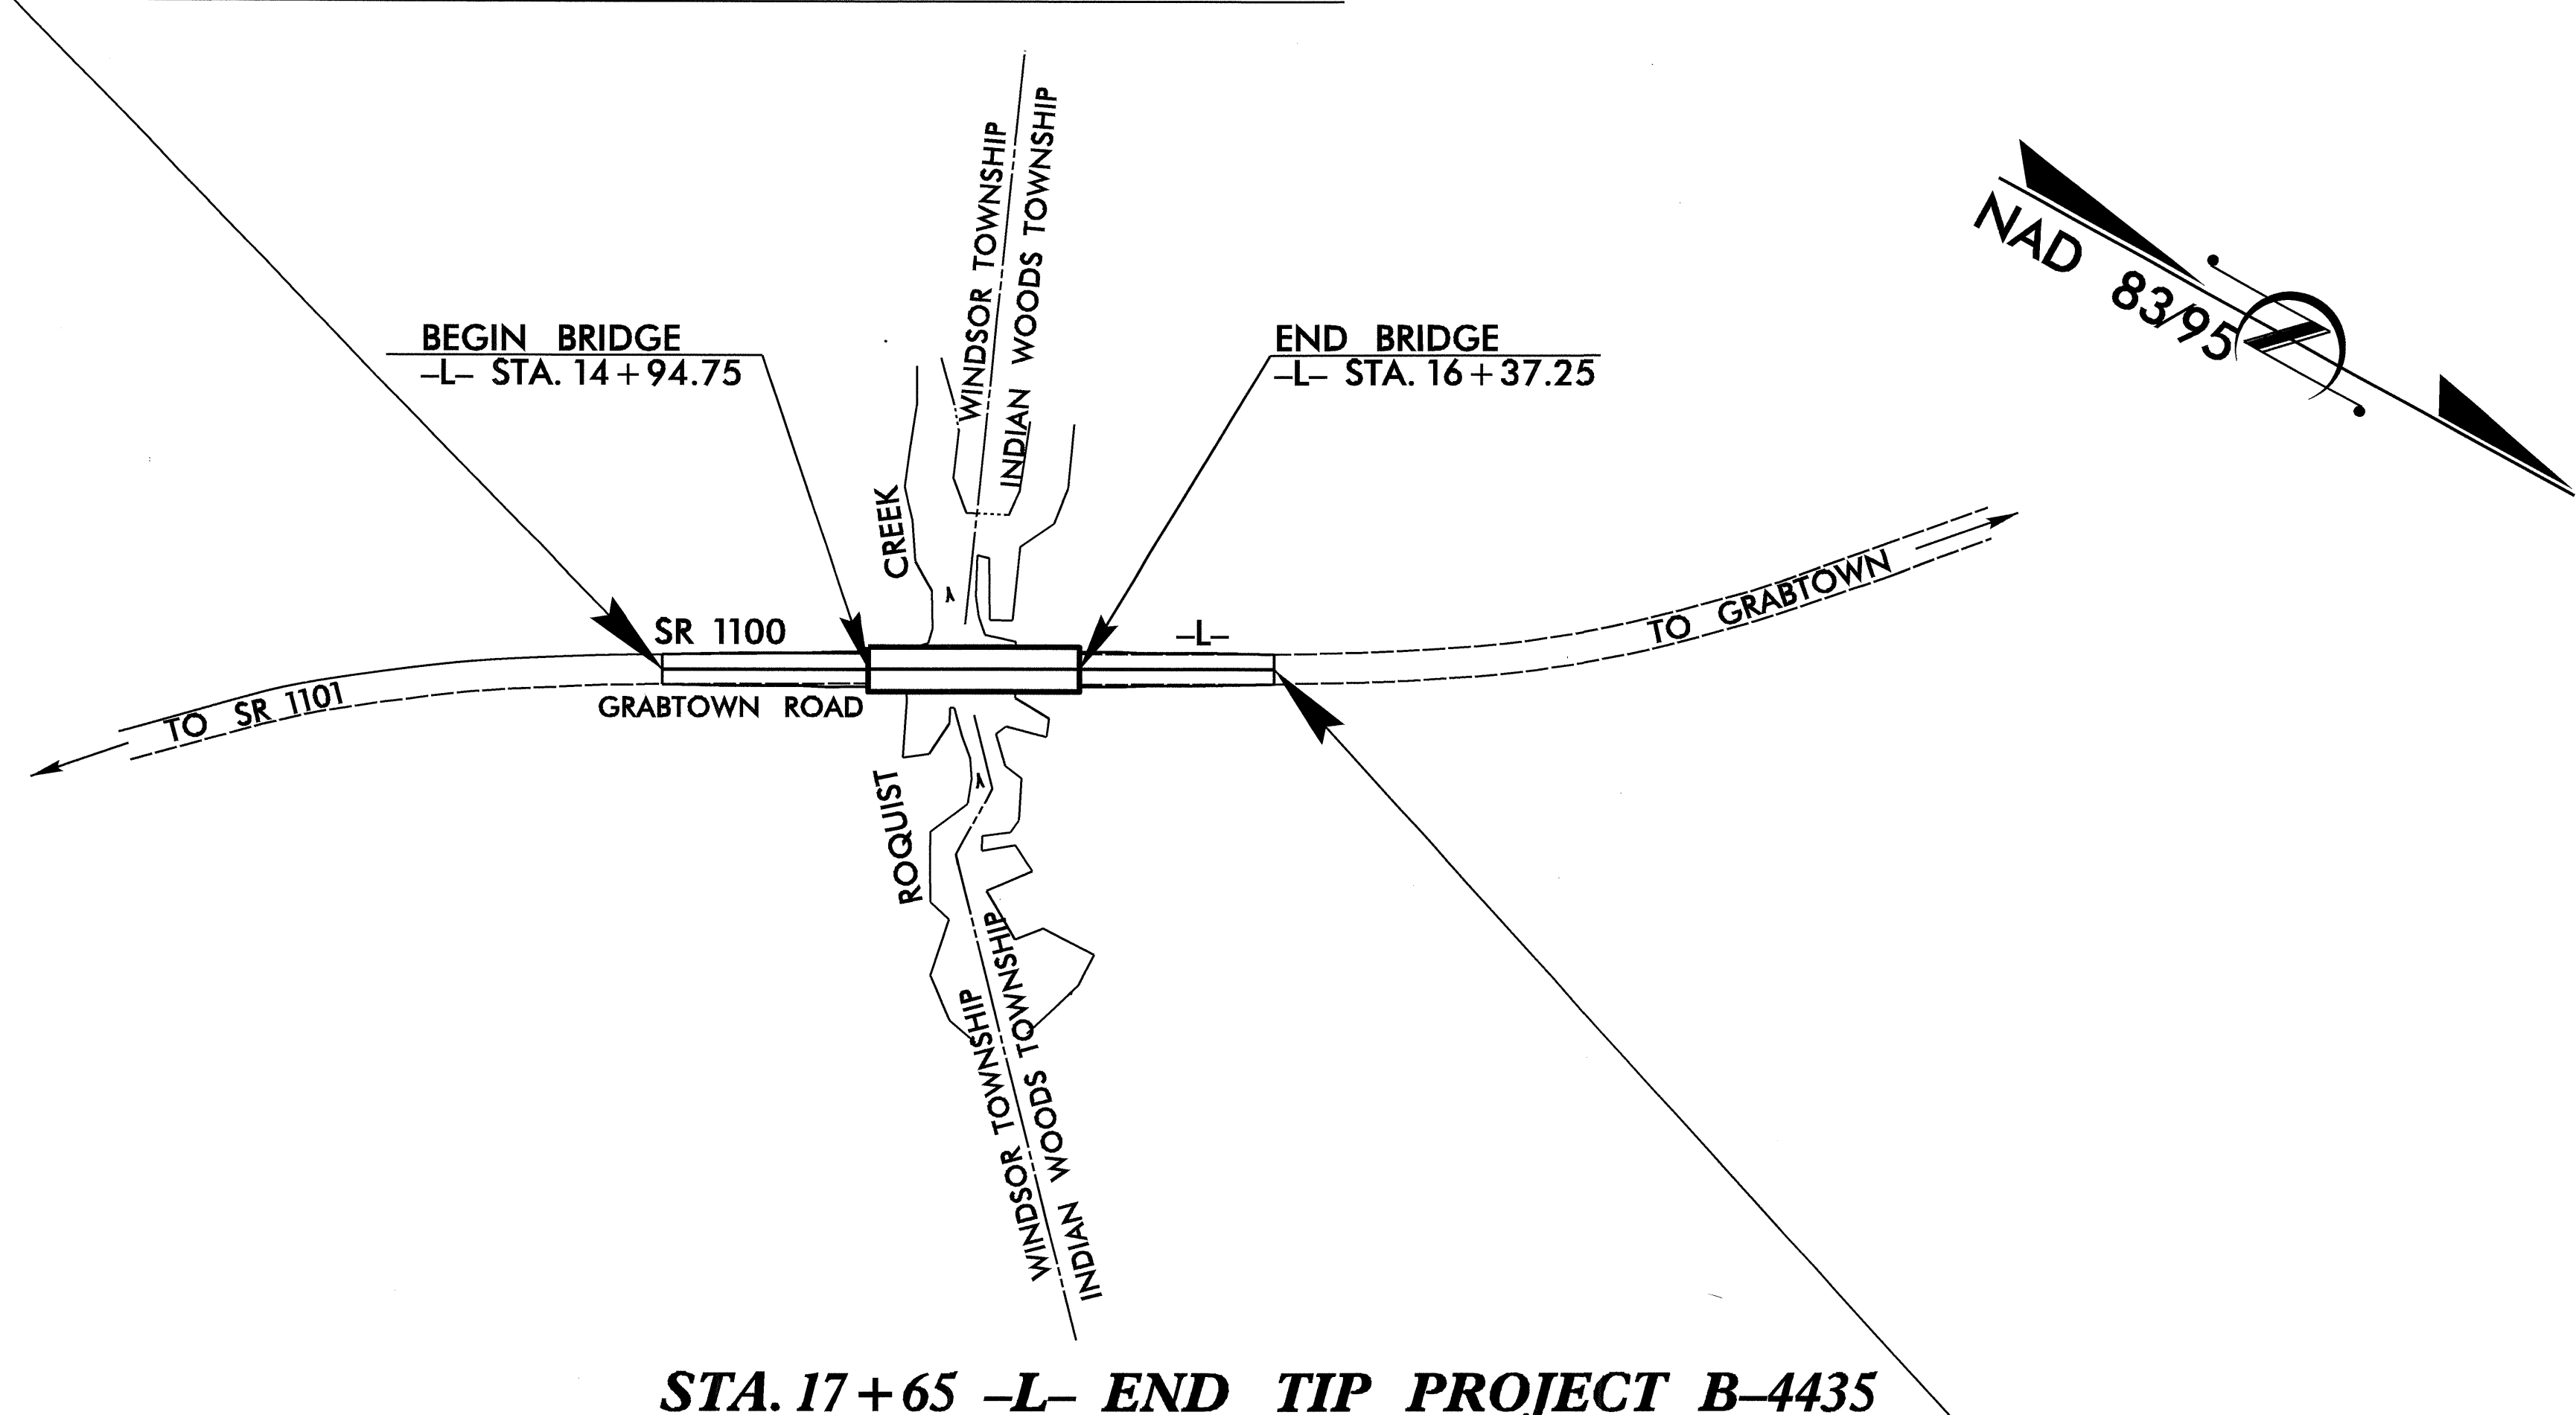 WINDSOR TOWNSHIP
INDIAN WOODS TOWNSHIP
NAD 83/95
BEGIN BRIDGE
–L– STA. 14+94.75
END BRIDGE
–L– STA. 16+37.25
CREEK
SR 1100
–L–
TO GRABTOWN
TO SR 1101
GRABTOWN ROAD
ROQUIST
WINDSOR TOWNSHIP
INDIAN WOODS TOWNSHIP
STA. 17+65 –L– END TIP PROJECT B–4435